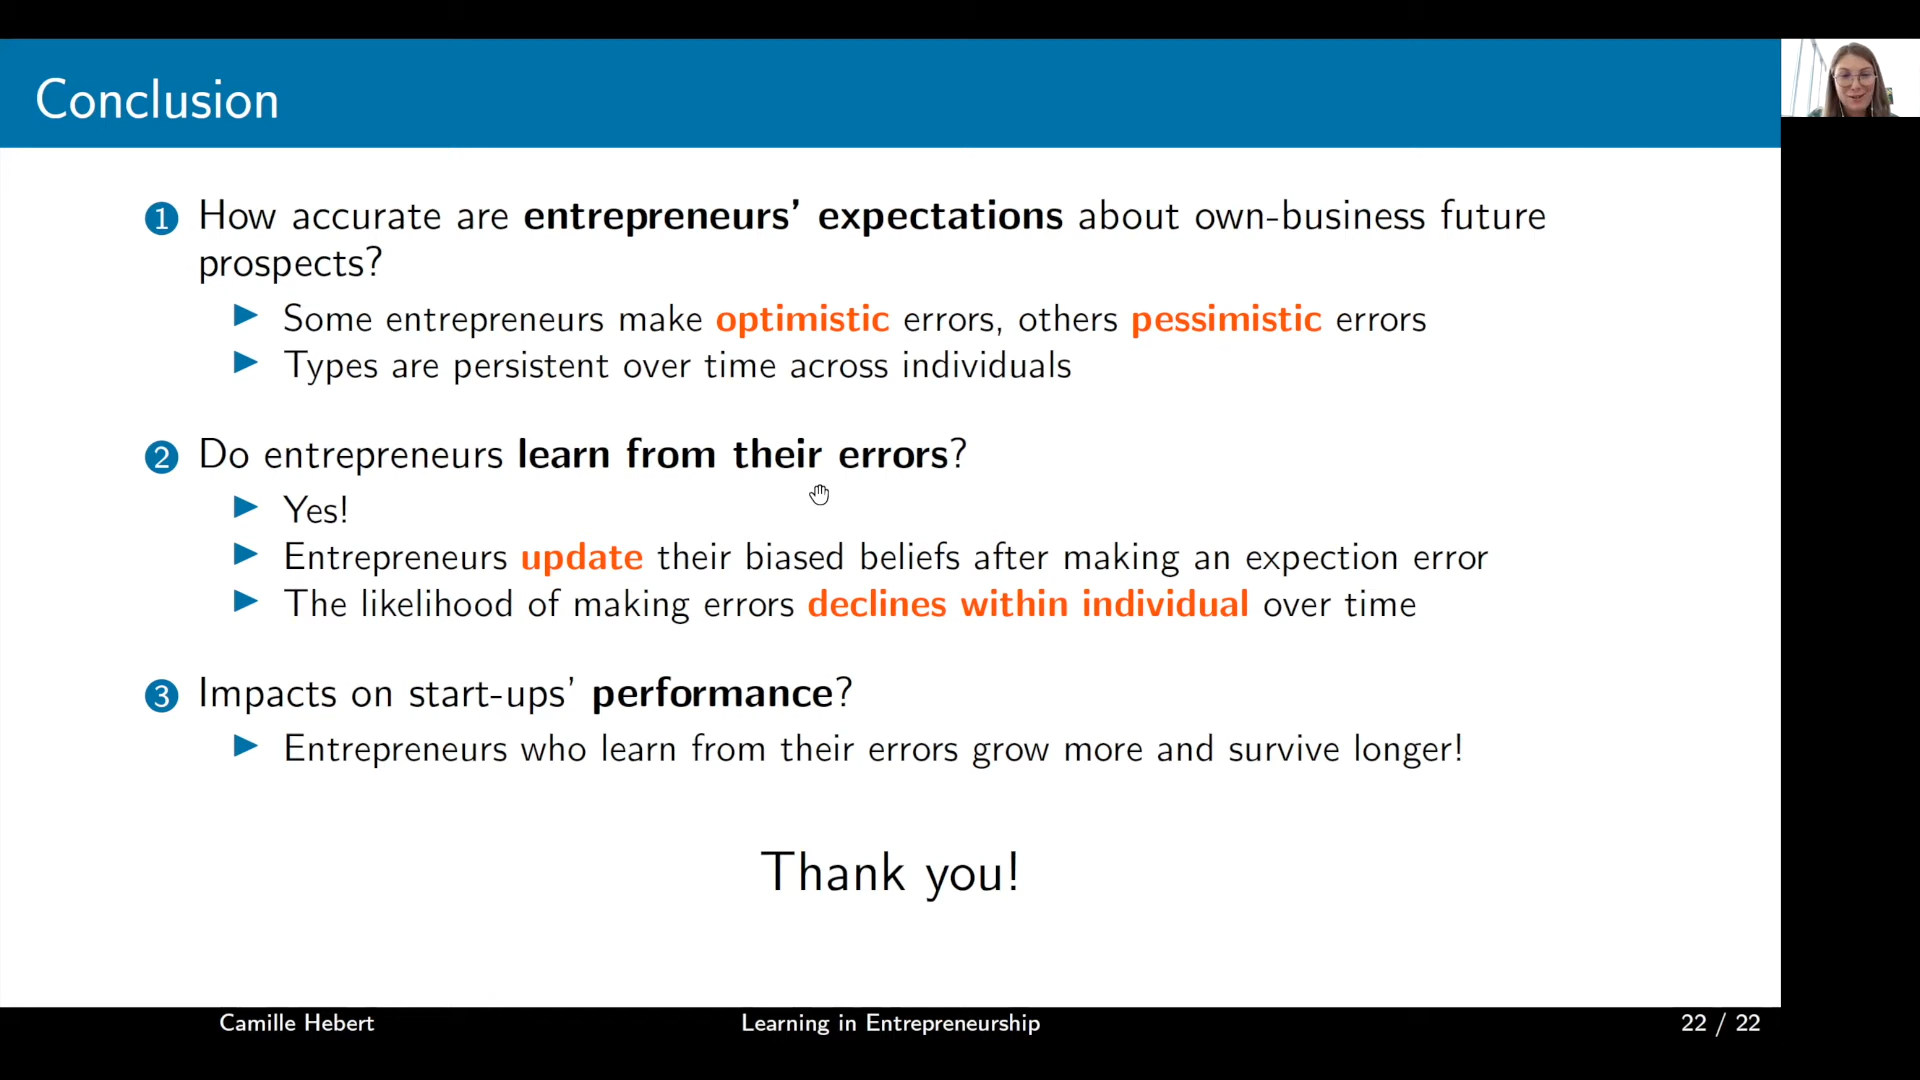 Conclusion
1 How accurate are entrepreneurs' expectations about own-business future
prospects?
Some entrepreneurs make optimistic errors, others pessimistic errors
Types are persistent over time across individuals
2 Do entrepreneurs learn from their errors?
Yes!
Entrepreneurs update their biased beliefs after making an expection error
The likelihood of making errors declines within individual over time
3 Impacts on start-ups' performance?
Entrepreneurs who learn from their errors grow more and survive longer!
Thank you!
Camille Hebert Learning in Entrepreneurship 22 / 22